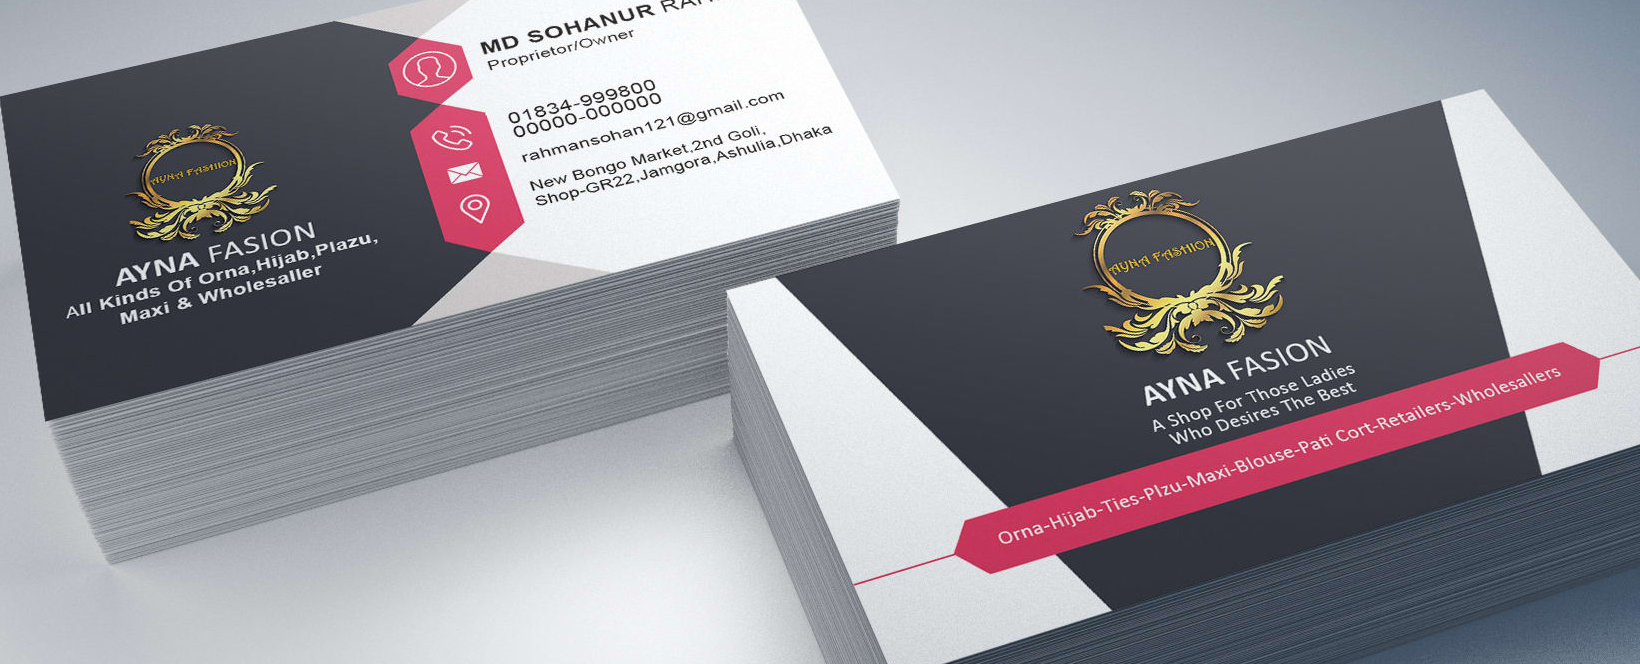 MD SOHANUR
Proprietor/Owner
01834-999800
00000-000000
rahmansohan121@gmail.com
New Bongo Market,2nd Goli,
Shop-GR22,Jamgora,Ashulia,Dhaka
AYNA FASHION
AYNA FASION
All Kinds Of Orna,Hijab,Plazu,
Maxi & Wholesaller
AYNA FASHION
AYNA FASION
A Shop For Those Ladies
Who Desires The Best
Orna-Hijab-Ties-Plzu-Maxi-Blouse-Pati Cort-Retailers-Wholesallers